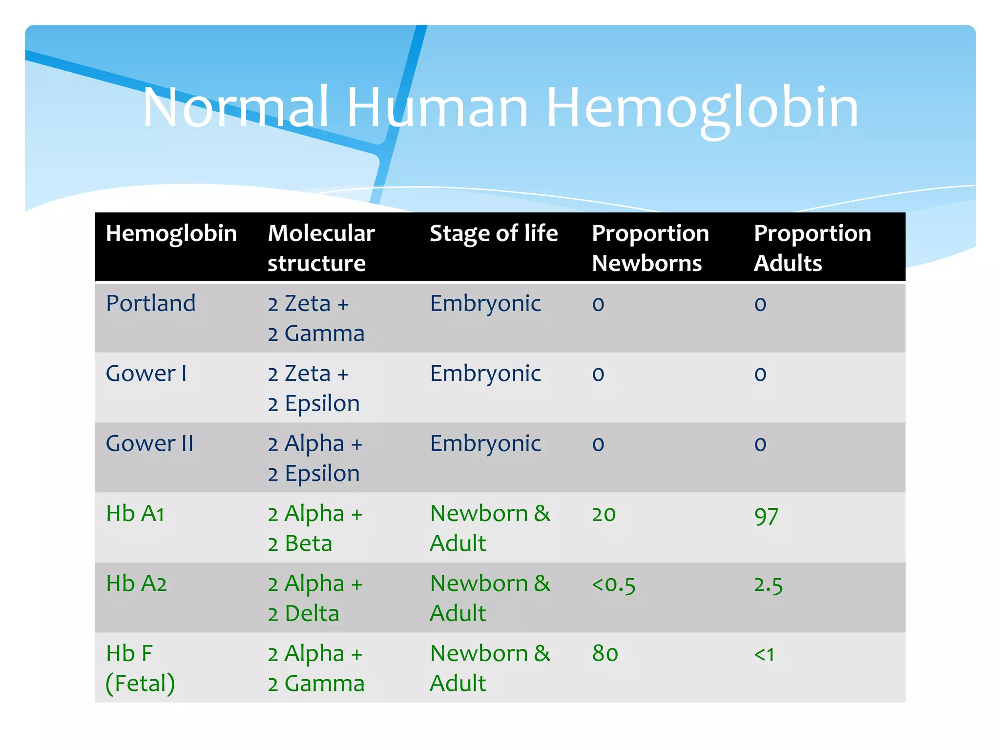 Normal Human Hemoglobin
Hemoglobin Molecular structure Stage of life Proportion Newborns Proportion Adults
Portland 2 Zeta + 2 Gamma Embryonic 0 0
Gower I 2 Zeta + 2 Epsilon Embryonic 0 0
Gower II 2 Alpha + 2 Epsilon Embryonic 0 0
Hb A1 2 Alpha + 2 Beta Newborn & Adult 20 97
Hb A2 2 Alpha + 2 Delta Newborn & Adult <0.5 2.5
Hb F (Fetal) 2 Alpha + 2 Gamma Newborn & Adult 80 <1